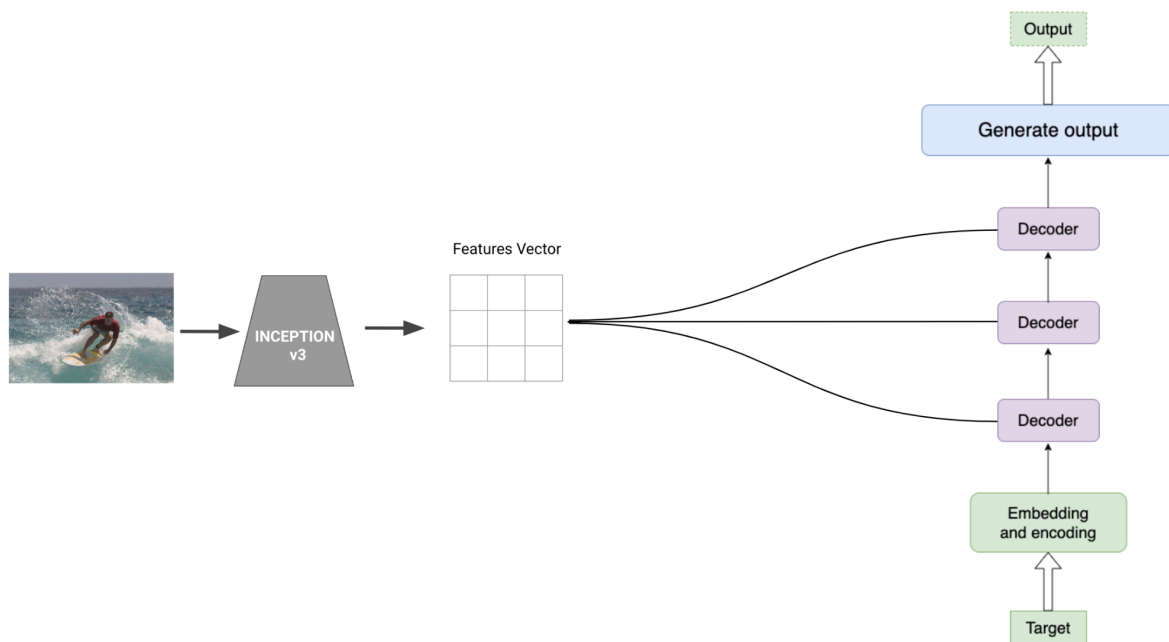 Output
Generate output
Decoder
Features Vector
INCEPTION
v3
Decoder
Decoder
Embedding
and encoding
Target